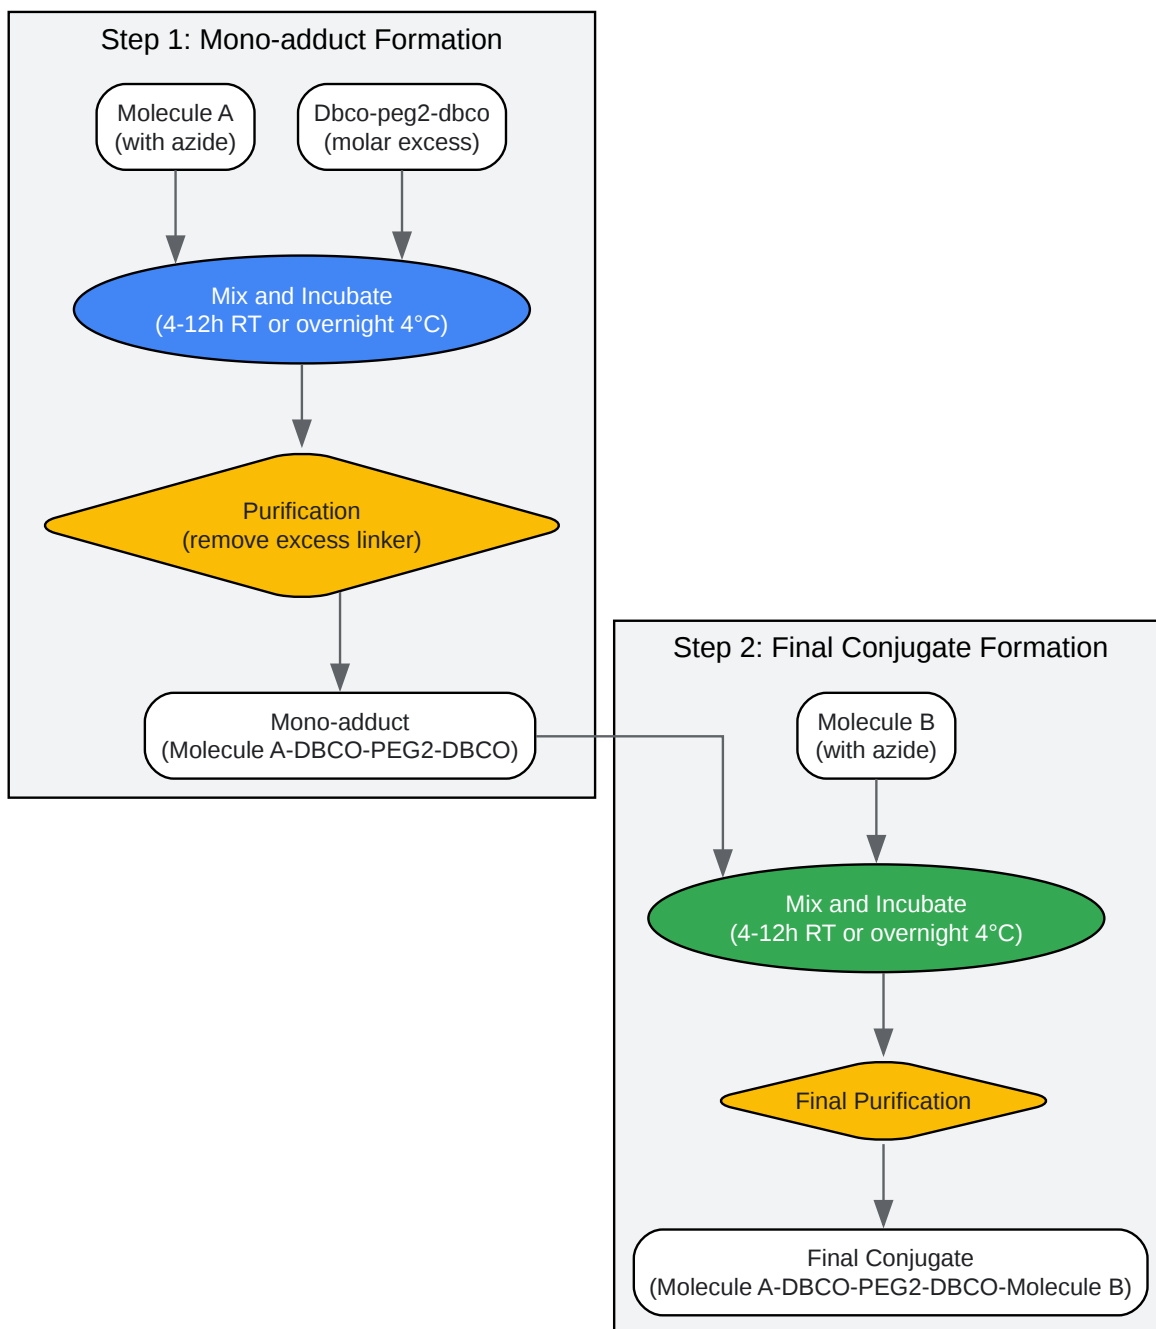 Step 1: Mono-adduct Formation
Molecule A
(with azide)
Dbco-peg2-dbco
(molar excess)
Mix and Incubate
(4-12h RT or overnight 4°C)
Purification
(remove excess linker)
Mono-adduct
(Molecule A-DBCO-PEG2-DBCO)
Step 2: Final Conjugate Formation
Molecule B
(with azide)
Mix and Incubate
(4-12h RT or overnight 4°C)
Final Purification
Final Conjugate
(Molecule A-DBCO-PEG2-DBCO-Molecule B)